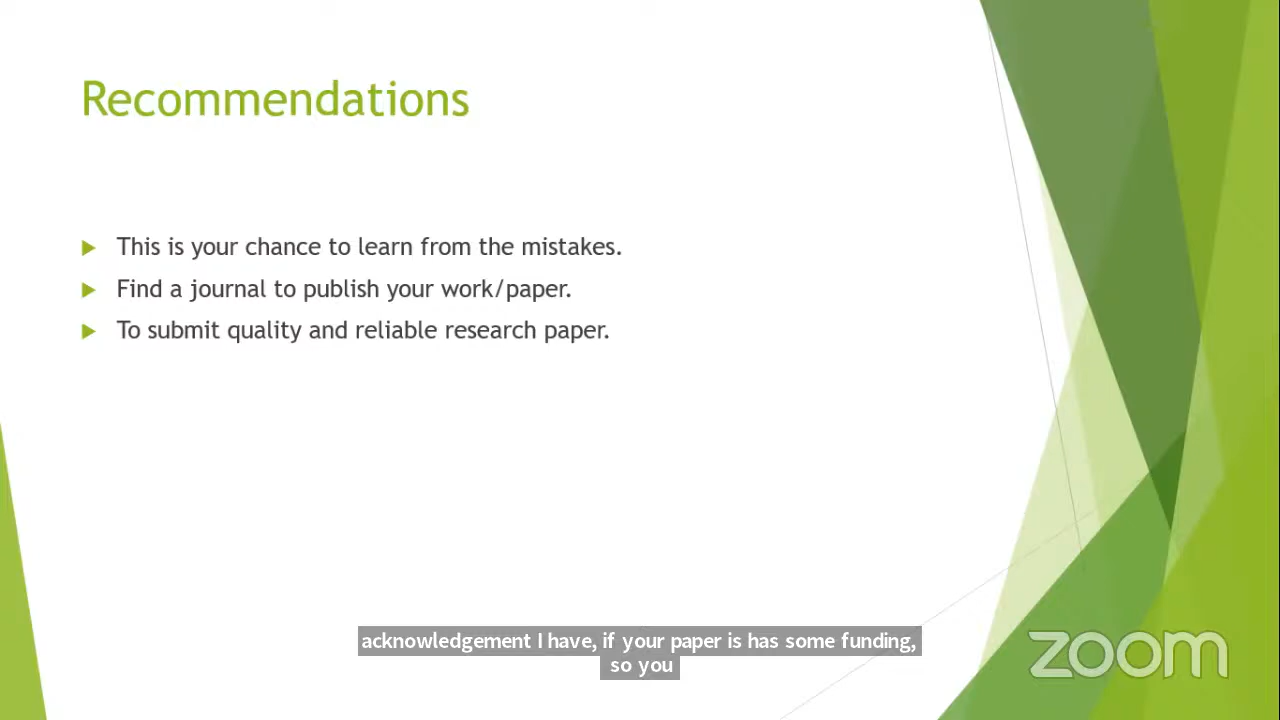 Recommendations
This is your chance to learn from the mistakes.
Find a journal to publish your work/paper.
To submit quality and reliable research paper.
acknowledgement I have, if your paper is has some funding,
so you
zoom